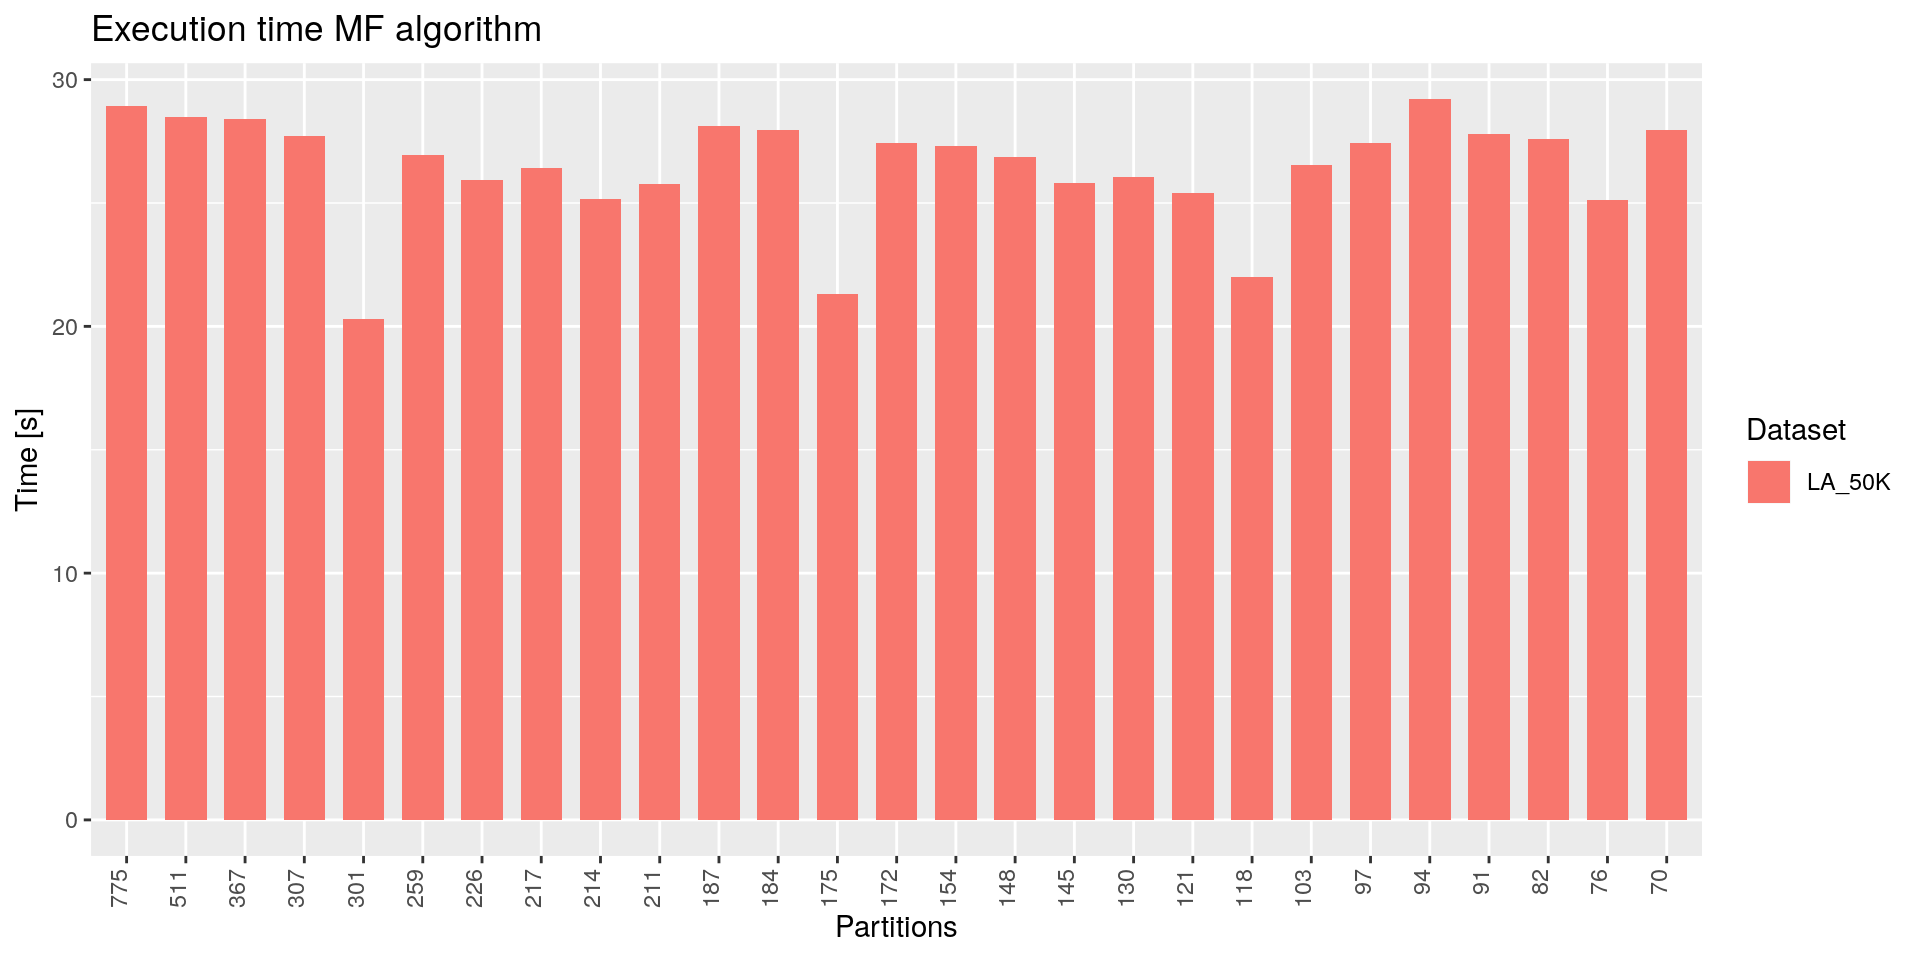 Execution time MF algorithm
30
20
10
0
Time [s]
775 511 367 307 301 259 226 217 214 211 187 184 175 172 154 148 145 130 121 118 103 97 94 91 82 76 70
Partitions
Dataset
LA_50K